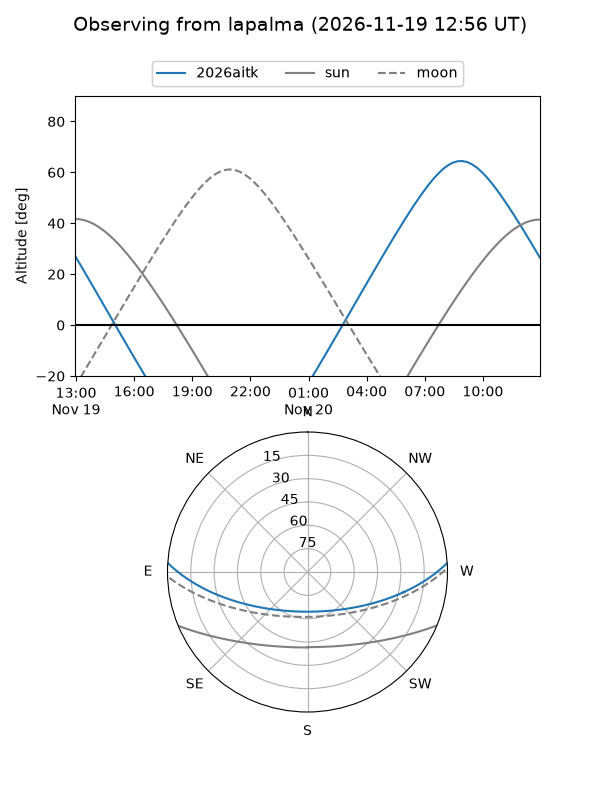 Observing from lapalma (2026-11-19 12:56 UT)
2026aitk sun moon
Altitude [deg]
80
60
40
20
0
−20
13:00 16:00 19:00 22:00 01:00 04:00 07:00 10:00
Nov 19 Nov 20
N
NE NW
15
30
45
60
75
E W
SE SW
S